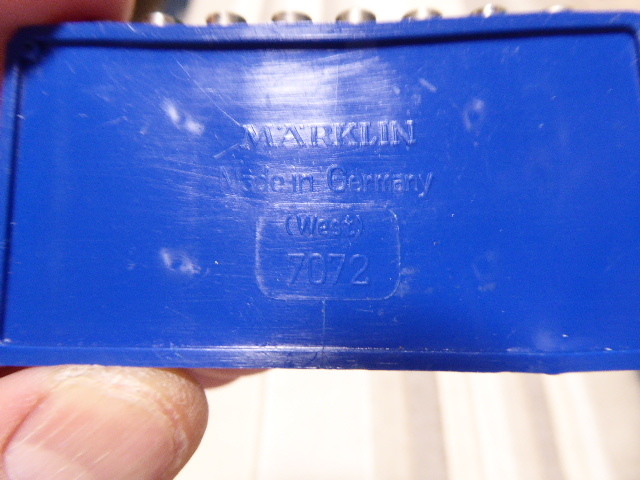 MÄRKLIN
Made in Germany
(West)
7072